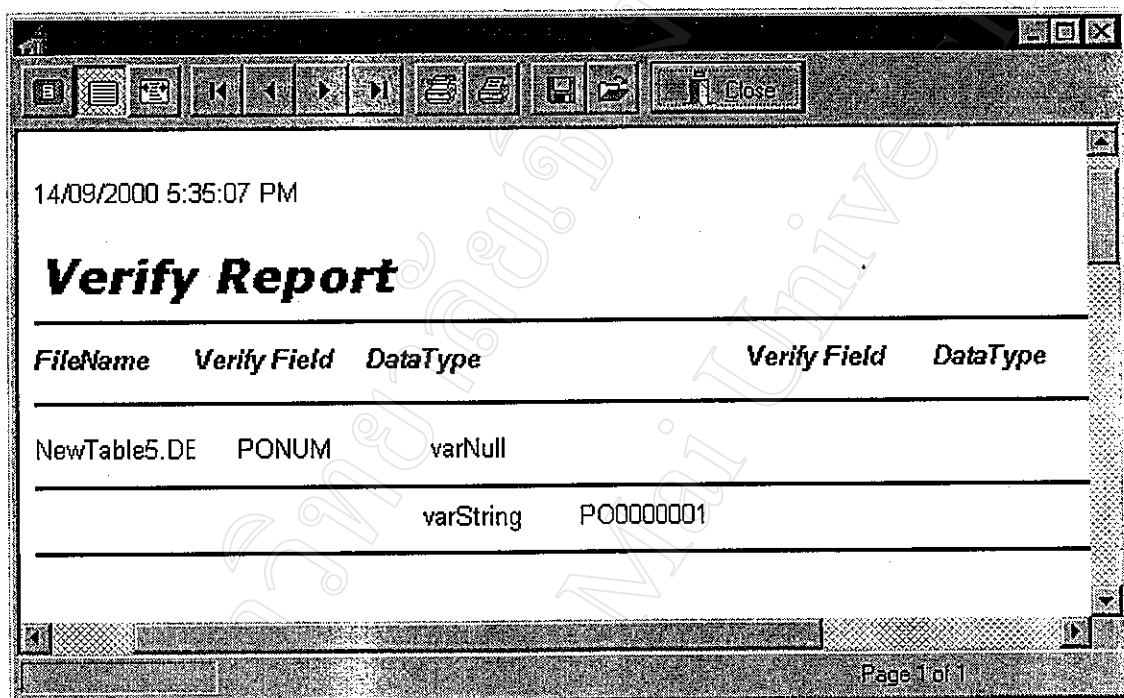 Close
14/09/2000 5:35:07 PM
Verify Report
FileName Verify Field DataType Verify Field DataType
NewTable5.DE PONUM varNull
varString PO0000001
Page 1 of 1